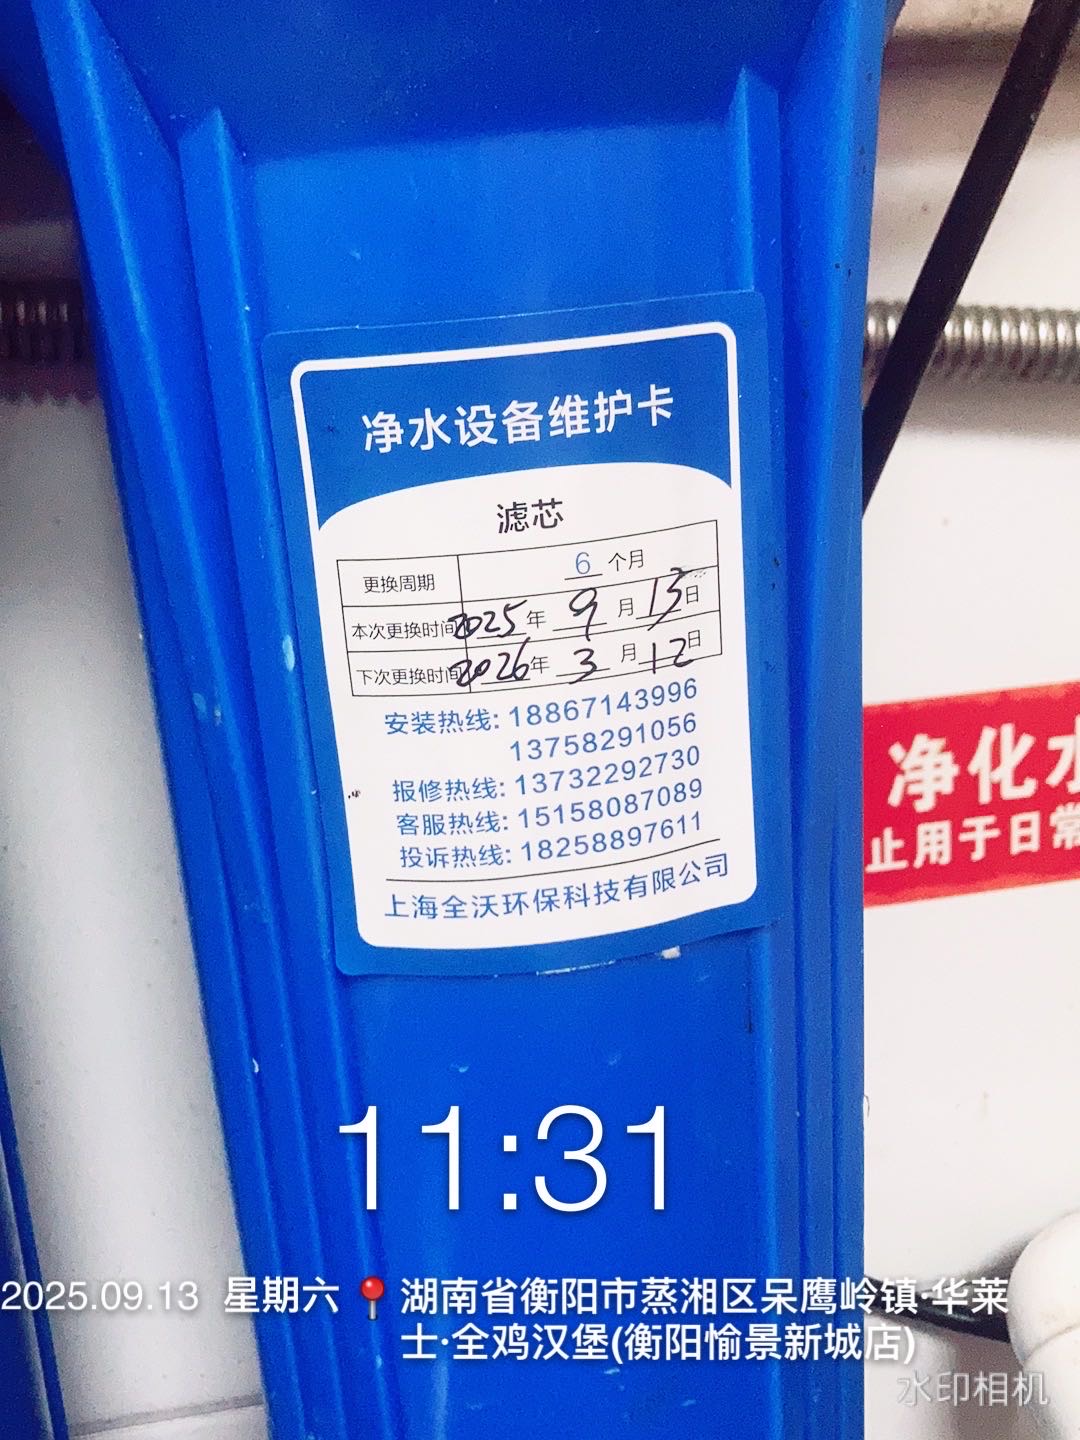 净水设备维护卡
滤芯
更换周期 6 个月
本次更换时间 2025 年 9 月 13 日
下次更换时间 2026 年 3 月 12 日
安装热线: 18867143996
13758291056
报修热线: 13732292730
客服热线: 15158087089
投诉热线: 18258897611
上海全沃环保科技有限公司
净化水
止用于日常
11:31
2025.09.13 星期六 湖南省衡阳市蒸湘区呆鹰岭镇·华莱
士·全鸡汉堡(衡阳愉景新城店)
水印相机